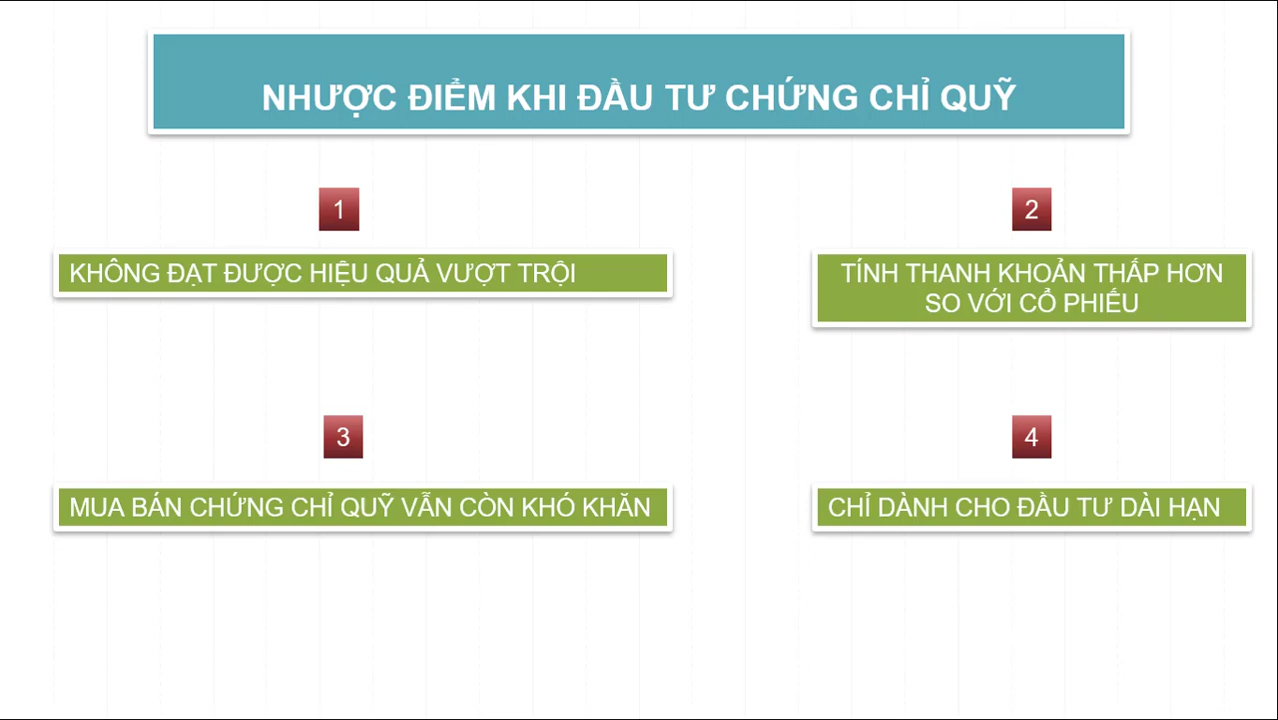 NHƯỢC ĐIỂM KHI ĐẦU TƯ CHỨNG CHỈ QUỸ
1
KHÔNG ĐẠT ĐƯỢC HIỆU QUẢ VƯỢT TRỘI
2
TÍNH THANH KHOẢN THẤP HƠN
SO VỚI CỔ PHIẾU
3
MUA BÁN CHỨNG CHỈ QUỸ VẪN CÒN KHÓ KHĂN
4
CHỈ DÀNH CHO ĐẦU TƯ DÀI HẠN